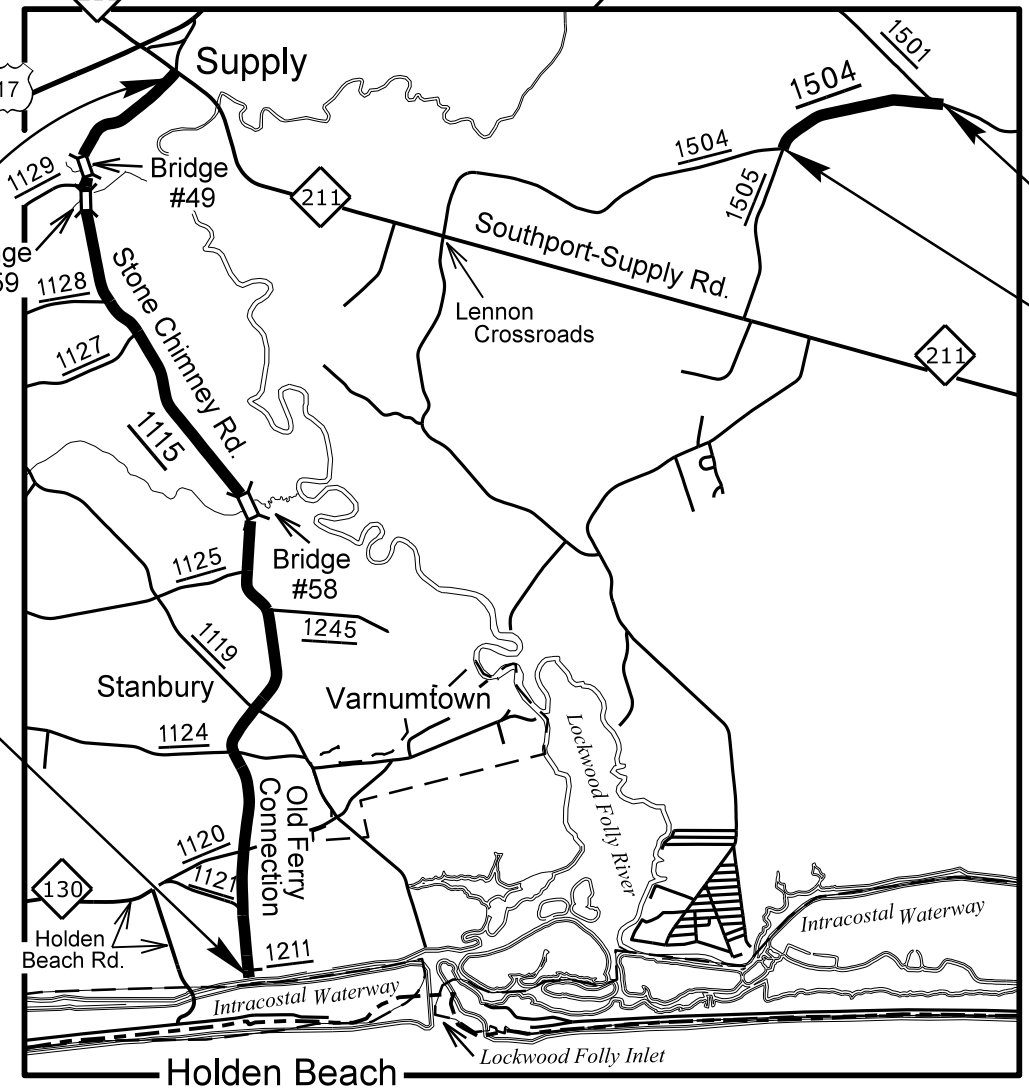 Supply
17
1501
1504
1504
1505
1129
Bridge
#49
211
Southport-Supply Rd.
ge
59
1128
Stone Chimney Rd.
Lennon
Crossroads
1127
211
1115
1125
Bridge
#58
1245
1119
Stanbury
Varnumtown
1124
Lockwood Folly River
Old Ferry
Connection
1120
1121
130
Holden
Beach Rd.
1211
Intracostal Waterway
Intracostal Waterway
Lockwood Folly Inlet
Holden Beach